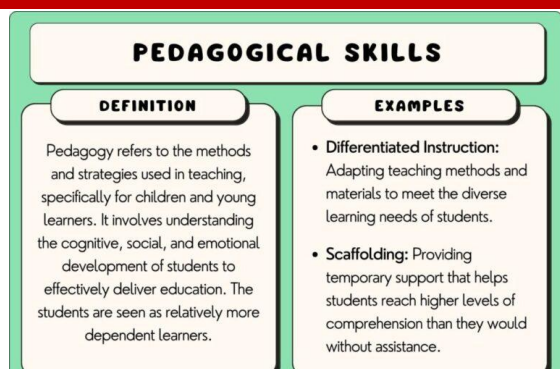 PEDAGOGICAL SKILLS
DEFINITION
Pedagogy refers to the methods
and strategies used in teaching,
specifically for children and young
learners. It involves understanding
the cognitive, social, and emotional
development of students to
effectively deliver education. The
students are seen as relatively more
dependent learners.
EXAMPLES
• Differentiated Instruction:
Adapting teaching methods and
materials to meet the diverse
learning needs of students.
• Scaffolding: Providing
temporary support that helps
students reach higher levels of
comprehension than they would
without assistance.